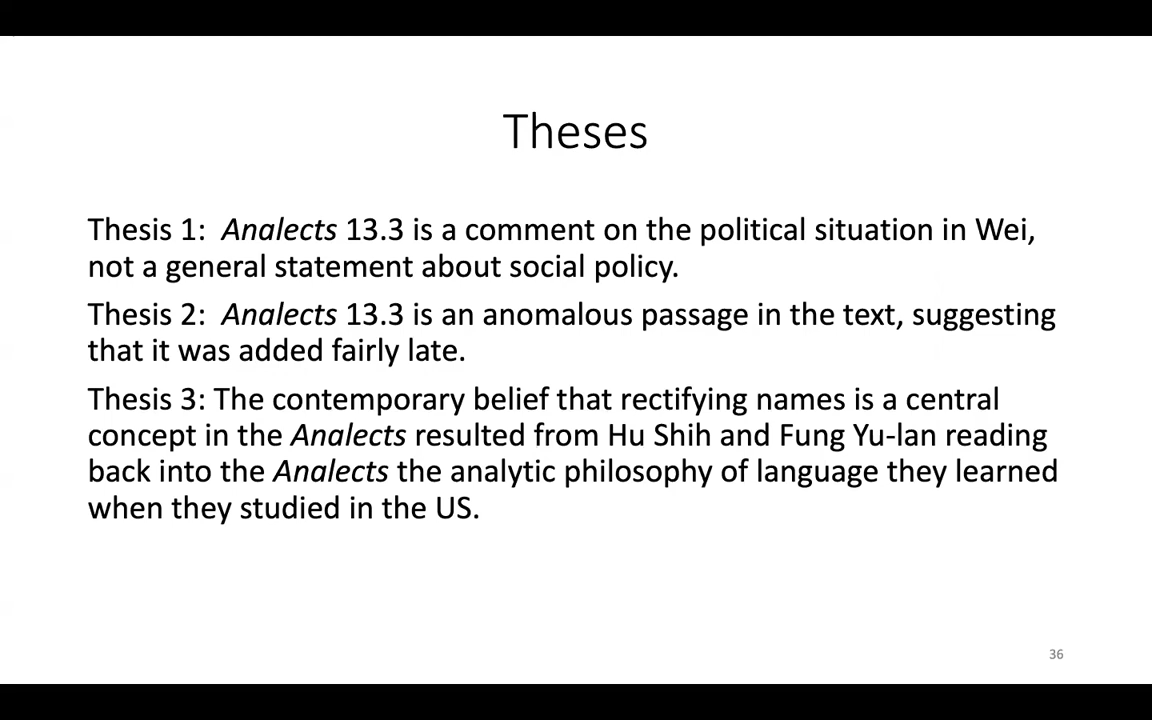 Theses
Thesis 1:  Analects 13.3 is a comment on the political situation in Wei,
not a general statement about social policy.
Thesis 2:  Analects 13.3 is an anomalous passage in the text, suggesting
that it was added fairly late.
Thesis 3: The contemporary belief that rectifying names is a central
concept in the Analects resulted from Hu Shih and Fung Yu-lan reading
back into the Analects the analytic philosophy of language they learned
when they studied in the US.
36